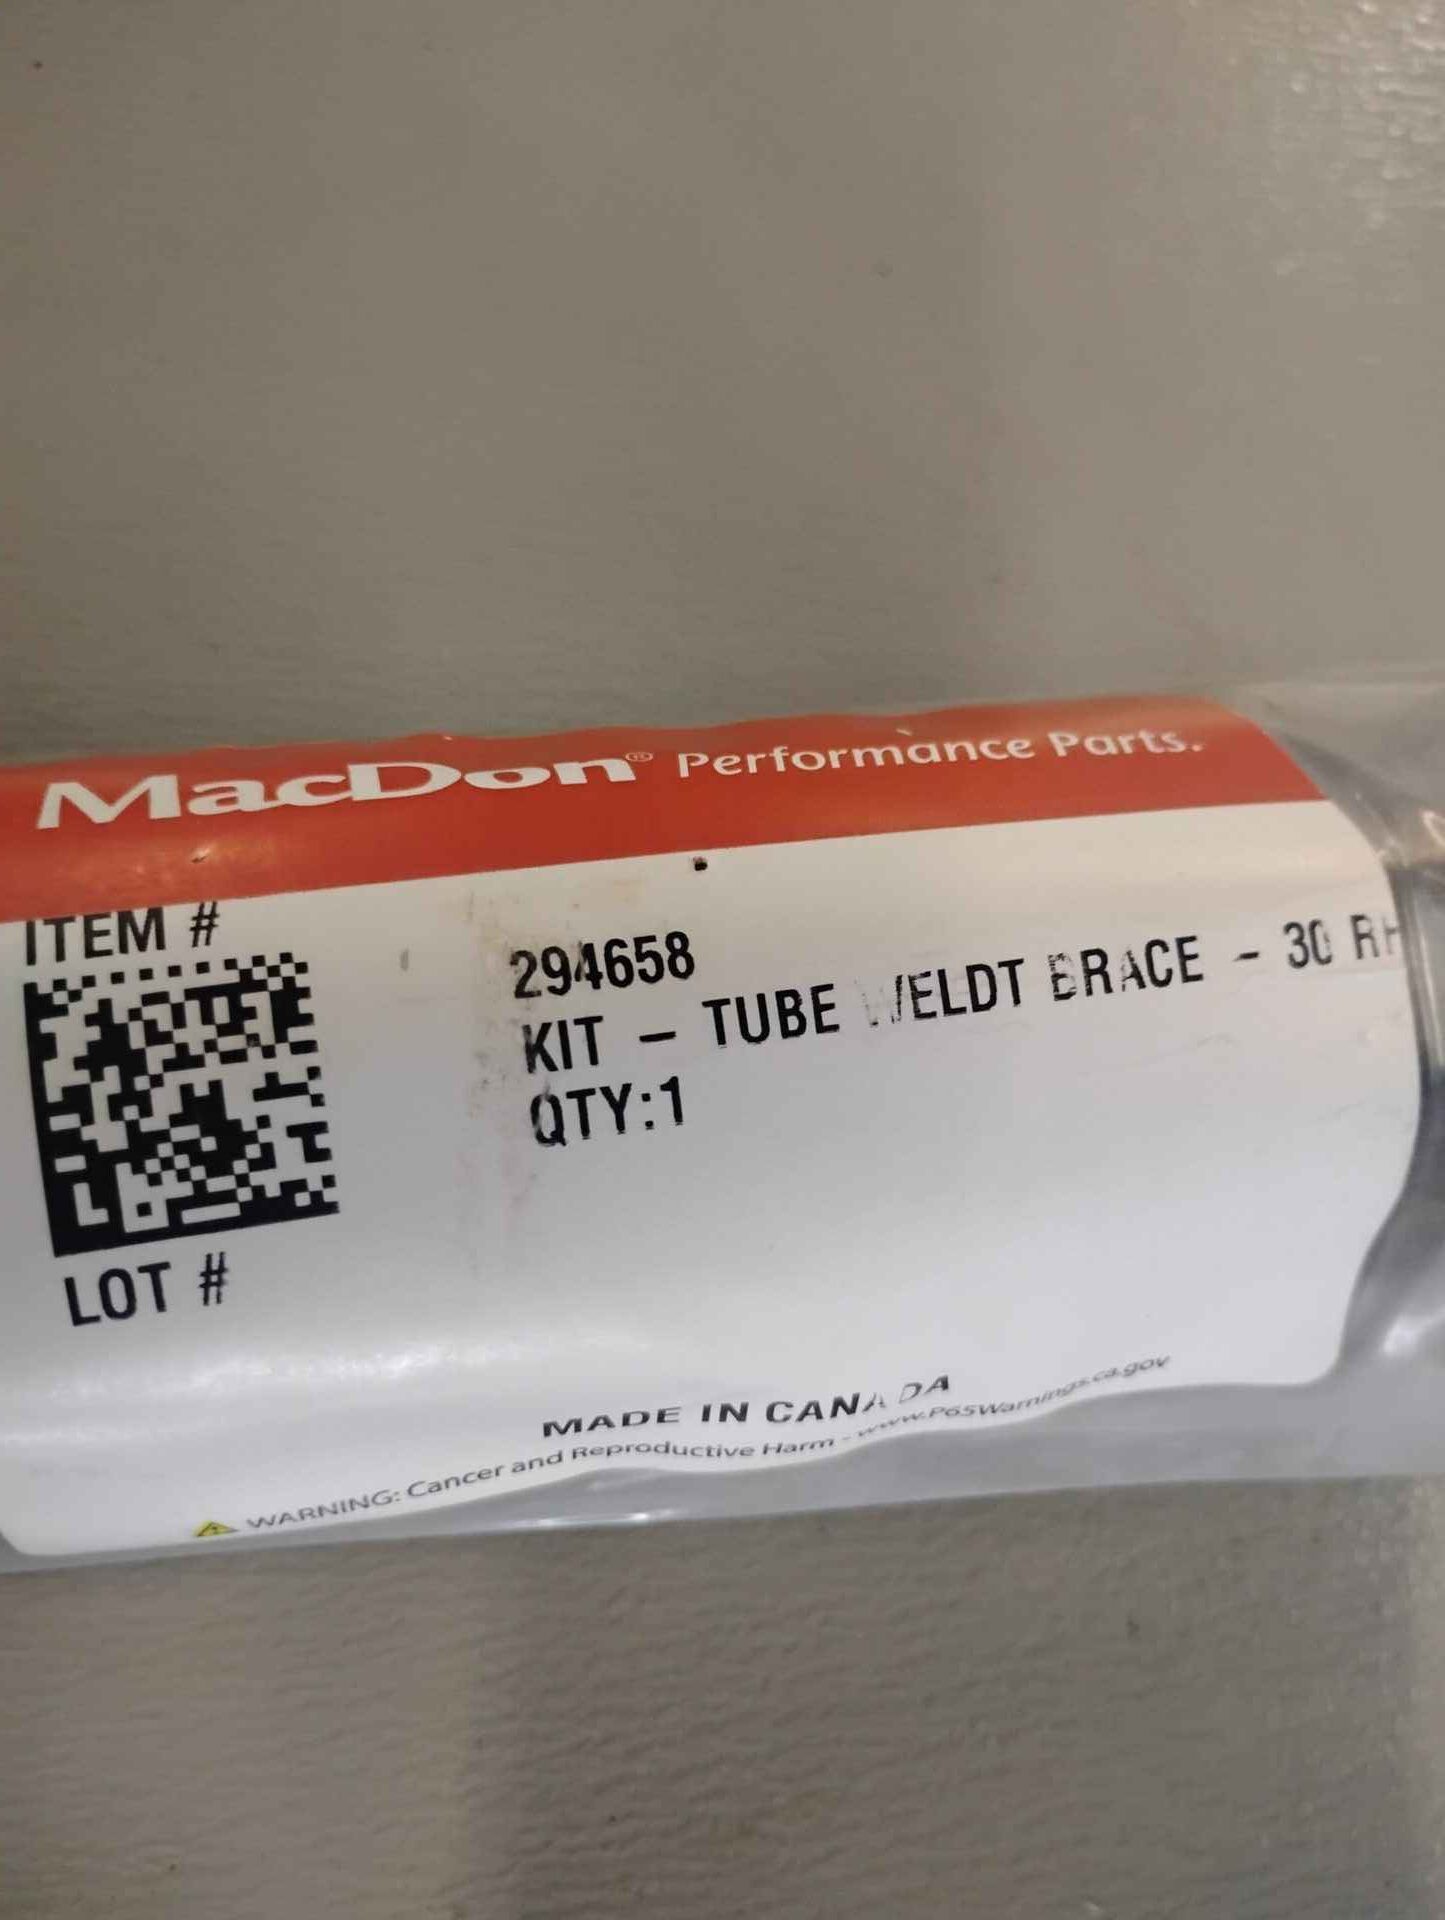 MacDon® Performance Parts.
ITEM #
294658
KIT - TUBE WELDT BRACE - 30 RH
QTY:1
LOT #
MADE IN CANADA
WARNING: Cancer and Reproductive Harm - www.P65Warnings.ca.gov